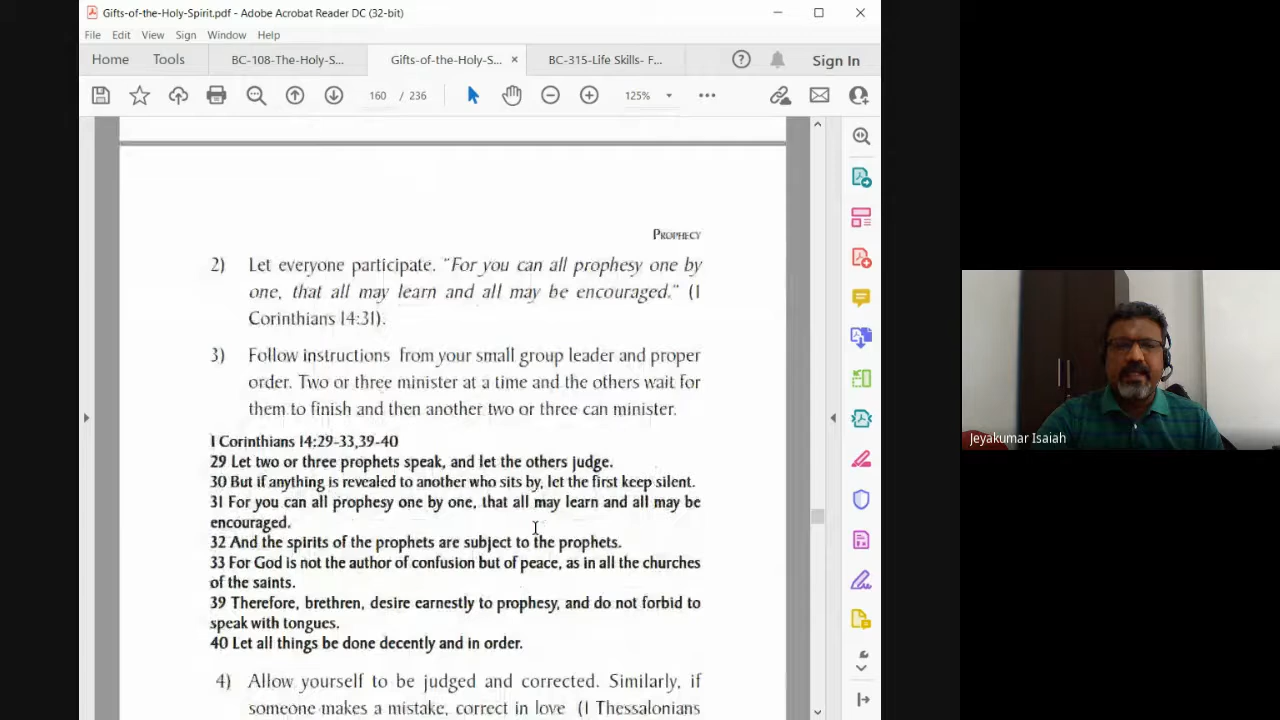 Gifts-of-the-Holy-Spirit.pdf - Adobe Acrobat Reader DC (32-bit)
File Edit View Sign Window Help
Home Tools BC-108-The-Holy-S... Gifts-of-the-Holy-S... × BC-315-Life Skills- F... Sign In
160 / 236 125%
PROPHECY
2) Let everyone participate. "For you can all prophesy one by
one, that all may learn and all may be encouraged." (I
Corinthians 14:31).
3) Follow instructions from your small group leader and proper
order. Two or three minister at a time and the others wait for
them to finish and then another two or three can minister.
I Corinthians 14:29-33,39-40
29 Let two or three prophets speak, and let the others judge.
30 But if anything is revealed to another who sits by, let the first keep silent.
31 For you can all prophesy one by one, that all may learn and all may be
encouraged.
32 And the spirits of the prophets are subject to the prophets.
33 For God is not the author of confusion but of peace, as in all the churches
of the saints.
39 Therefore, brethren, desire earnestly to prophesy, and do not forbid to
speak with tongues.
40 Let all things be done decently and in order.
4) Allow yourself to be judged and corrected. Similarly, if
someone makes a mistake, correct in love (I Thessalonians
Jeyakumar Isaiah